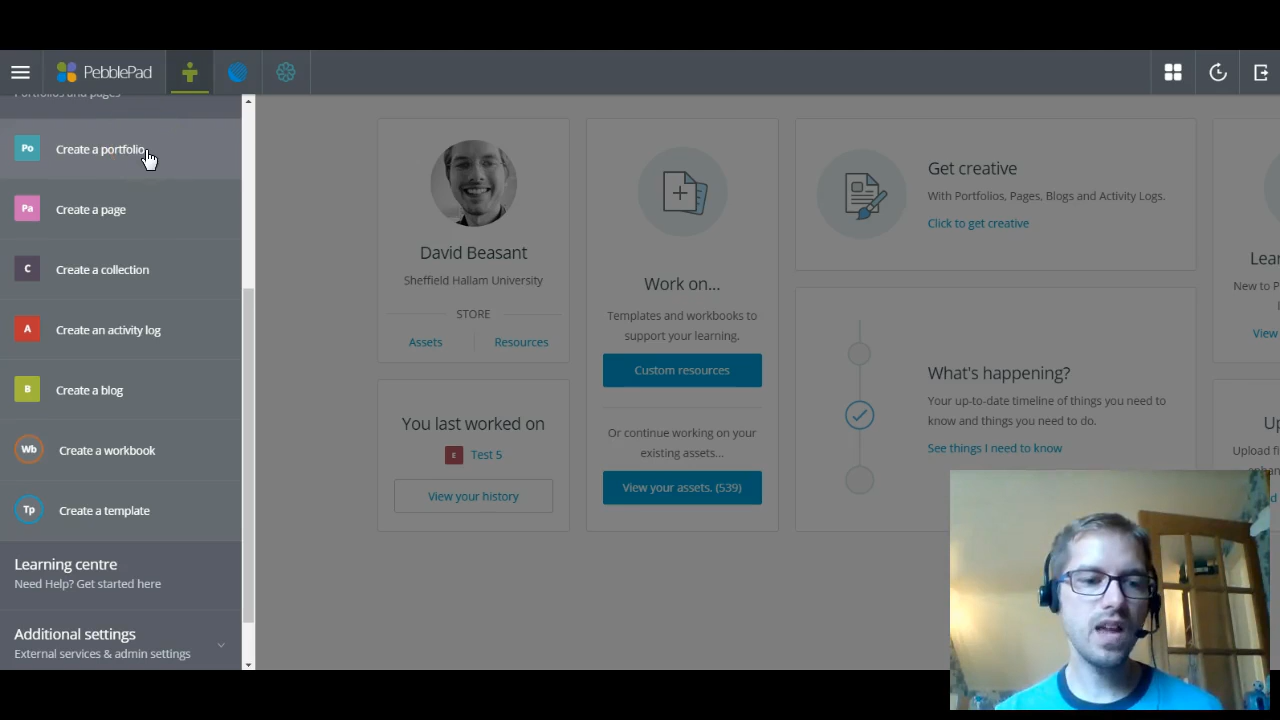 PebblePad
Portfolios and pages
Po Create a portfolio
Pa Create a page
C Create a collection
A Create an activity log
B Create a blog
Wb Create a workbook
Tp Create a template
Learning centre
Need Help? Get started here
Additional settings
External services & admin settings
David Beasant
Sheffield Hallam University
STORE
Assets Resources
You last worked on
E Test 5
View your history
Work on...
Templates and workbooks to
support your learning.
Custom resources
Or continue working on your
existing assets...
View your assets. (539)
Get creative
With Portfolios, Pages, Blogs and Activity Logs.
Click to get creative
What's happening?
Your up-to-date timeline of things you need to
know and things you need to do.
See things I need to know
Lear
New to P
View
Up
Upload f